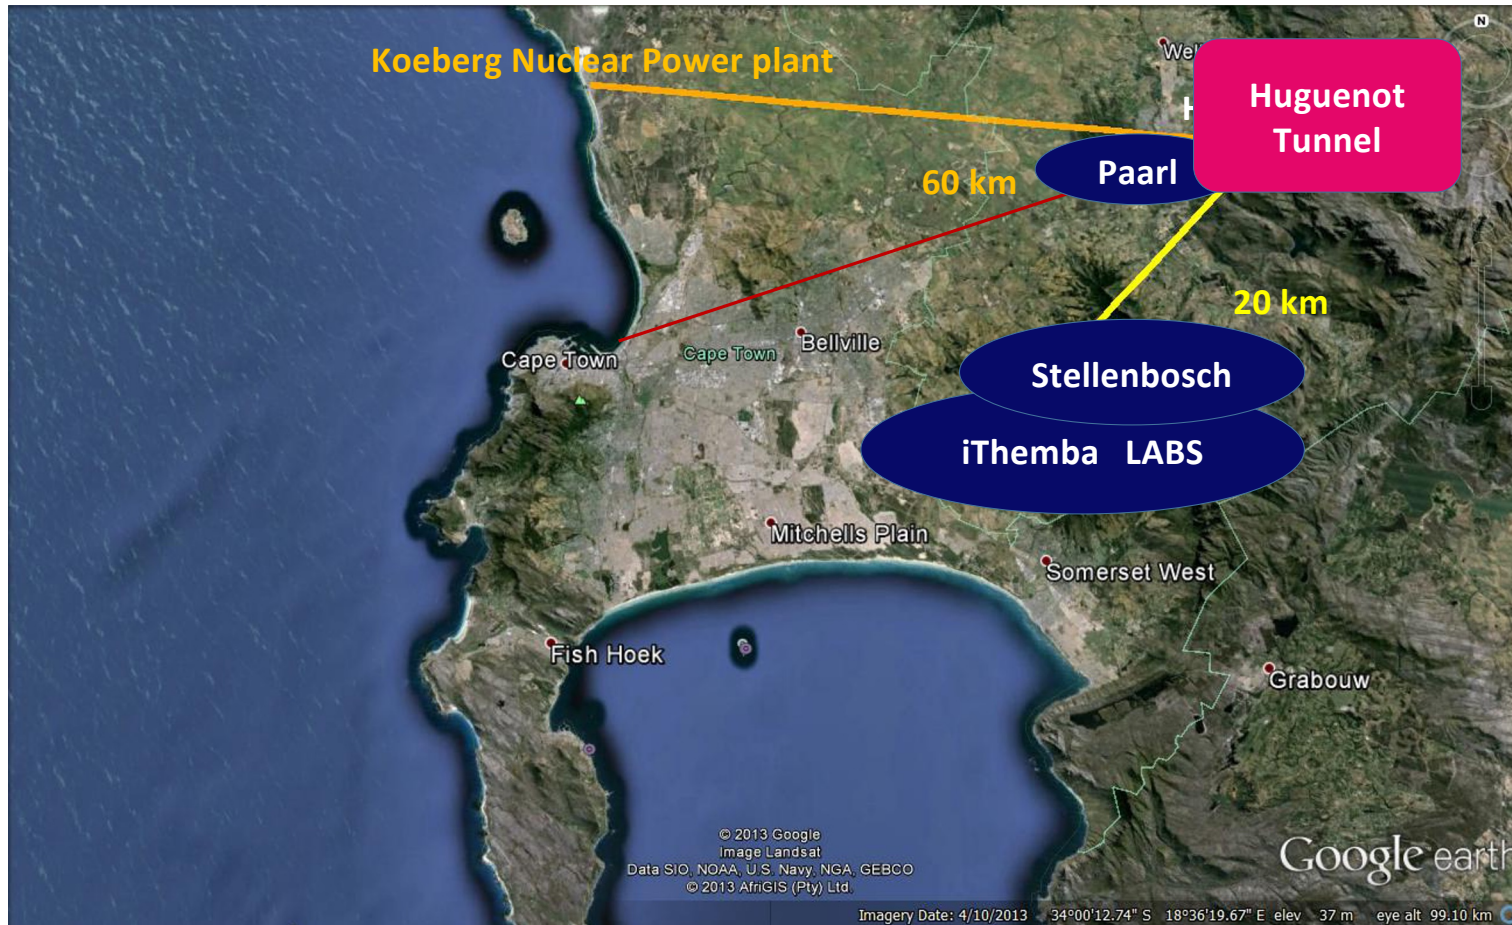 N
Koeberg Nuclear Power plant
Wel
H
Huguenot
Tunnel
Paarl
60 km
20 km
Cape Town
Cape Town
Bellville
Stellenbosch
iThemba LABS
Mitchells Plain
Somerset West
Fish Hoek
Grabouw
© 2013 Google
Image Landsat
Data SIO, NOAA, U.S. Navy, NGA, GEBCO
© 2013 AfriGIS (Pty) Ltd.
Google earth
Imagery Date: 4/10/2013 34°00'12.74" S 18°36'19.67" E elev 37 m eye alt 99.10 km